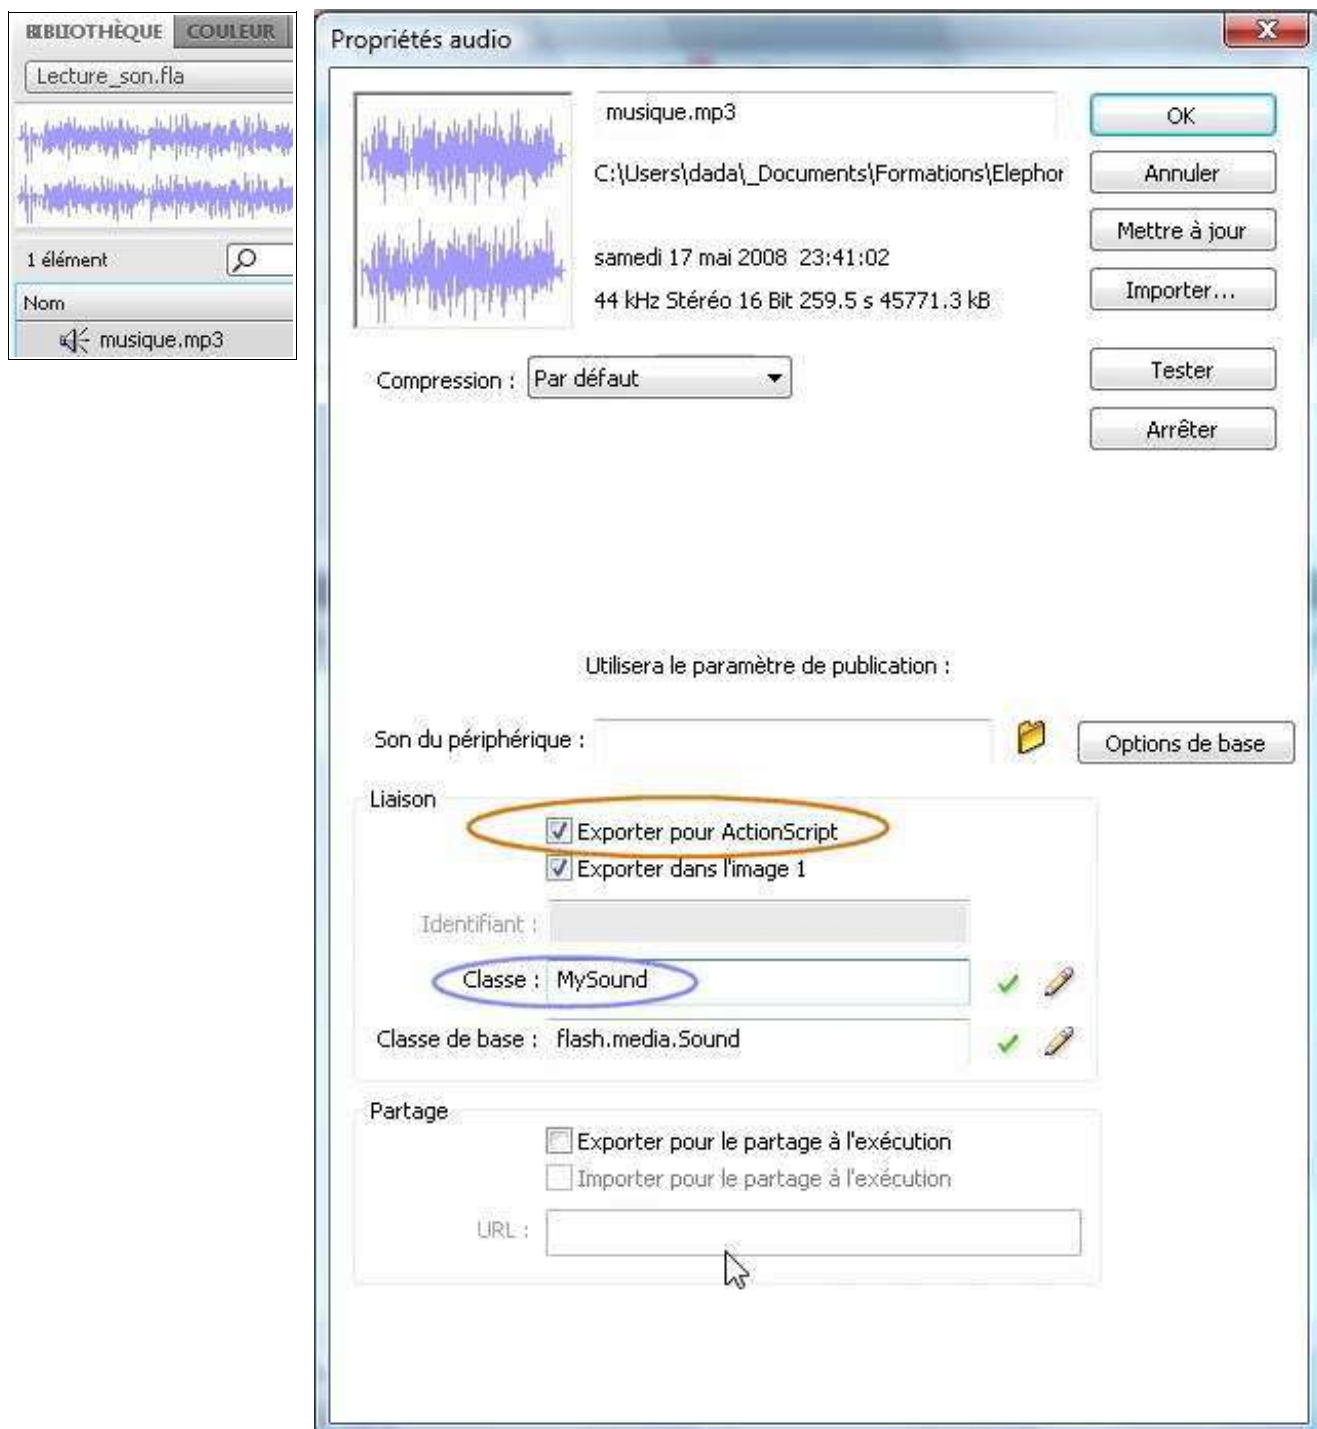 BIBLIOTHÈQUE COULEUR
Lecture_son.fla
1 élément
Nom
musique.mp3
Propriétés audio
musique.mp3
OK
C:\Users\dada\_Documents\Formations\Elephor
Annuler
Mettre à jour
samedi 17 mai 2008 23:41:02
44 kHz Stéréo 16 Bit 259.5 s 45771.3 kB
Importer...
Compression : Par défaut
Tester
Arrêter
Utilisera le paramètre de publication :
Son du périphérique :
Options de base
Liaison
Exporter pour ActionScript
Exporter dans l'image 1
Identifiant :
Classe : MySound
Classe de base : flash.media.Sound
Partage
Exporter pour le partage à l'exécution
Importer pour le partage à l'exécution
URL :